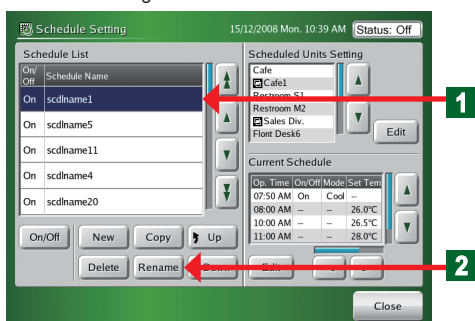 Schedule Setting 15/12/2008 Mon. 10:39 AM Status: Off
Schedule List
On/Off Schedule Name
On scdlname1
On scdlname5
On scdlname11
On scdlname4
On scdlname20
On/Off New Copy Up
Delete Rename
Scheduled Units Setting
Cafe
Cafe1
Restroom S1
Restroom M2
Sales Div.
Flont Desk6
Edit
Current Schedule
Op. Time On/Off Mode Set Tem
07:50 AM On Cool --
08:00 AM -- -- 26.0°C
10:00 AM -- -- 26.5°C
11:00 AM -- -- 28.0°C
Close
1
2